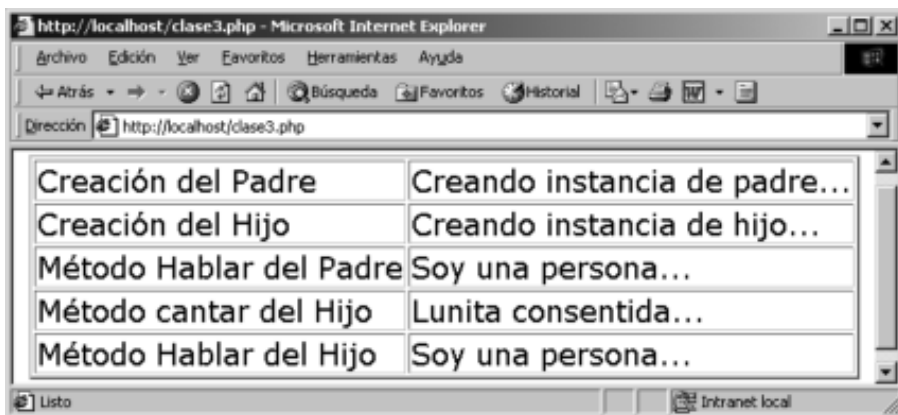 http://localhost/clase3.php - Microsoft Internet Explorer
Archivo Edición Ver Favoritos Herramientas Ayuda
Atrás Búsqueda Favoritos Historial
Dirección http://localhost/clase3.php
Creación del Padre Creando instancia de padre...
Creación del Hijo Creando instancia de hijo...
Método Hablar del Padre Soy una persona...
Método cantar del Hijo Lunita consentida...
Método Hablar del Hijo Soy una persona...
Listo Intranet local